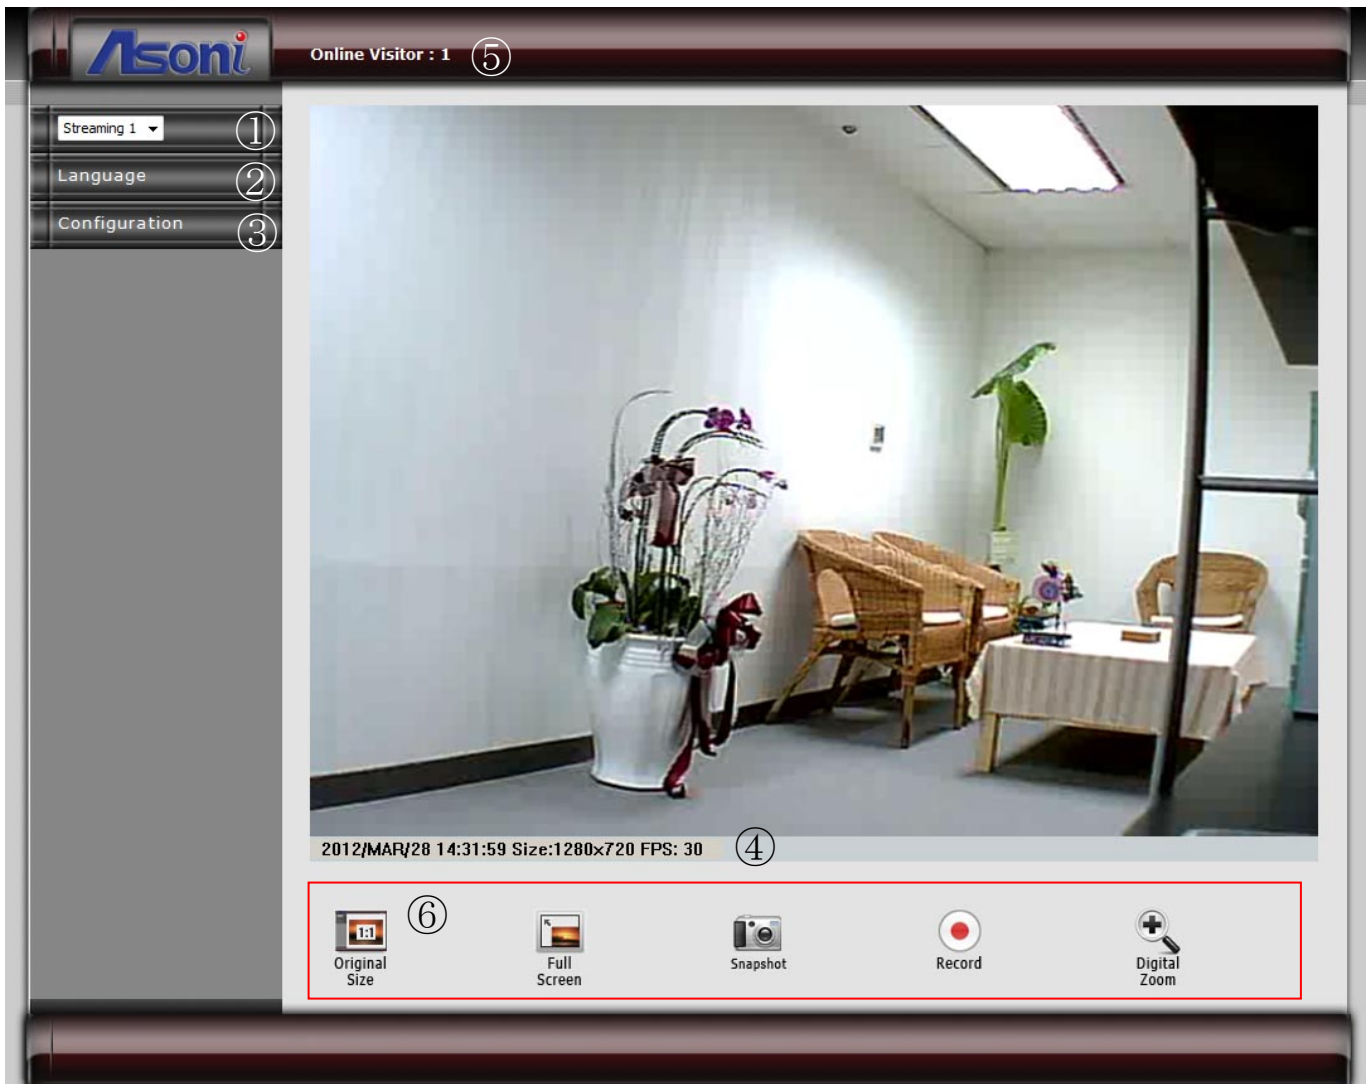 Asoni
Online Visitor : 1 ⑤
Streaming 1 ①
Language ②
Configuration ③
2012/MAR/28 14:31:59 Size:1280x720 FPS: 30 ④
⑥
1:1
Original
Size
Full
Screen
Snapshot
Record
Digital
Zoom